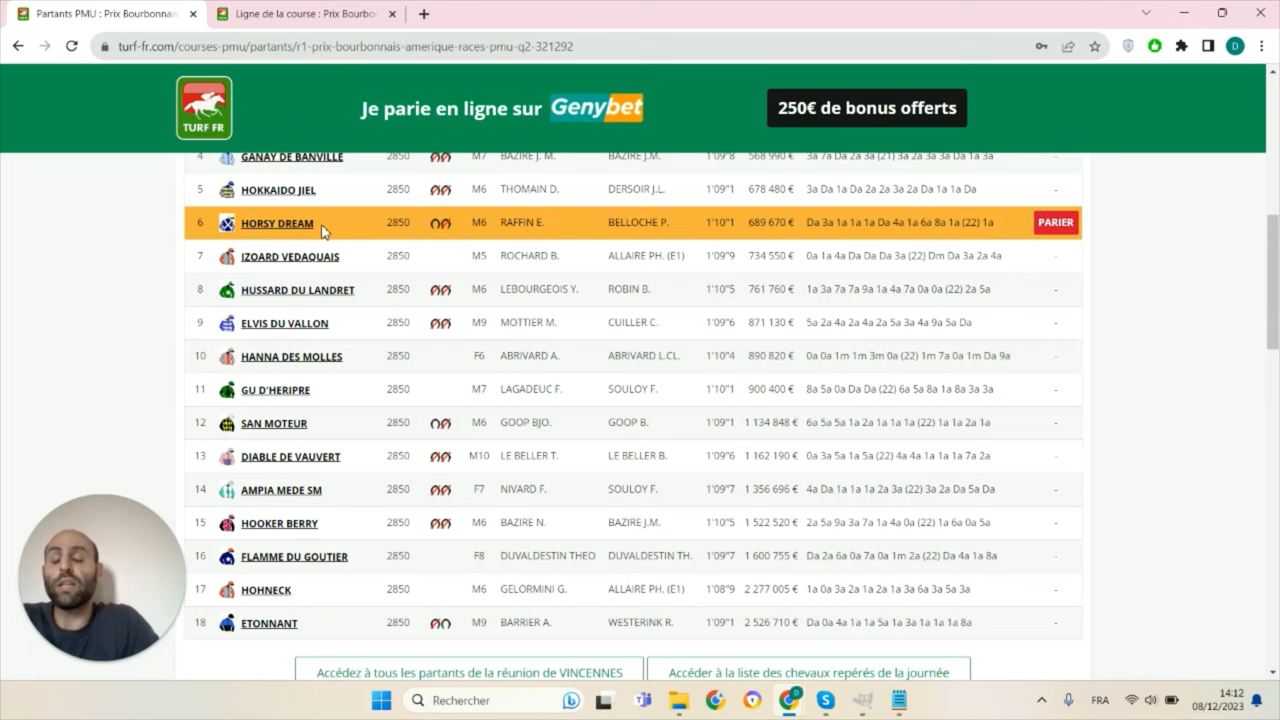 Partants PMU : Prix Bourbonnais
Ligne de la course : Prix Bourbon
turf-fr.com/courses-pmu/partants/r1-prix-bourbonnais-amerique-races-pmu-q2-321292
TURF FR
Je parie en ligne sur Genybet
250€ de bonus offerts
4 GANAY DE BANVILLE 2850 M7 BAZIRE J. M. BAZIRE J.M. 1'09"8 568 990 € 3a 7a Da 2a 3a (21) 3a 2a 3a 3a Da 1a 3a
5 HOKKAIDO JIEL 2850 M6 THOMAIN D. DERSOIR J.L. 1'09"1 678 480 € 3a Da 1a Da 2a 2a 3a 2a Da 1a 1a Da -
6 HORSY DREAM 2850 M6 RAFFIN E. BELLOCHE P. 1'10"1 689 670 € Da 3a 1a 1a 1a Da 4a 1a 6a 8a 1a (22) 1a PARIER
7 IZOARD VEDAQUAIS 2850 M5 ROCHARD B. ALLAIRE PH. (E1) 1'09"9 734 550 € 0a 1a 4a Da Da Da 3a (22) Dm Da 3a 2a 4a -
8 HUSSARD DU LANDRET 2850 M6 LEBOURGEOIS Y. ROBIN B. 1'10"5 761 760 € 1a 3a 7a 7a 9a 1a 4a 7a 0a 0a (22) 2a 5a -
9 ELVIS DU VALLON 2850 M9 MOTTIER M. CUILLER C. 1'09"6 871 130 € 5a 2a 4a 2a 4a 2a 5a 3a 4a 9a 5a Da -
10 HANNA DES MOLLES 2850 F6 ABRIVARD A. ABRIVARD L.CL. 1'10"4 890 820 € 0a 0a 1m 1m 3m 0a (22) 1m 7a 0a 1m Da 9a -
11 GU D'HERIPRE 2850 M7 LAGADEUC F. SOULOY F. 1'10"1 900 400 € 8a 5a 0a Da Da (22) 6a 5a 8a 1a 8a 3a 3a -
12 SAN MOTEUR 2850 M6 GOOP BJO. GOOP B. 1'09"1 1 134 848 € 6a 5a 5a 1a 2a 1a 1a 1a (22) 1a 1a 2a 1a -
13 DIABLE DE VAUVERT 2850 M10 LE BELLER T. LE BELLER B. 1'09"6 1 162 190 € 0a 3a 5a 1a 5a (22) 4a 4a 1a 1a 1a 7a 2a -
14 AMPIA MEDE SM 2850 F7 NIVARD F. SOULOY F. 1'09"7 1 356 696 € 4a Da 1a 1a 1a 2a 3a (22) 3a 2a Da 5a Da -
15 HOOKER BERRY 2850 M6 BAZIRE N. BAZIRE J.M. 1'10"5 1 522 520 € 2a 5a 9a 3a 7a 1a 4a 0a (22) 1a 6a 0a 5a -
16 FLAMME DU GOUTIER 2850 F8 DUVALDESTIN THEO DUVALDESTIN TH. 1'09"7 1 600 755 € Da 2a 6a 0a 7a 0a 1m 2a (22) Da 4a 1a 8a -
17 HOHNECK 2850 M6 GELORMINI G. ALLAIRE PH. (E1) 1'08"9 2 277 005 € 1a 0a 3a 2a 1a 2a 1a 3a 6a 3a 5a 3a -
18 ETONNANT 2850 M9 BARRIER A. WESTERINK R. 1'09"1 2 526 710 € Da 0a 4a 1a 1a 5a 1a 3a 1a 1a 1a 8a -
Accédez à tous les partants de la réunion de VINCENNES
Accéder à la liste des chevaux repérés de la journée
Rechercher
FRA
14:12
08/12/2023